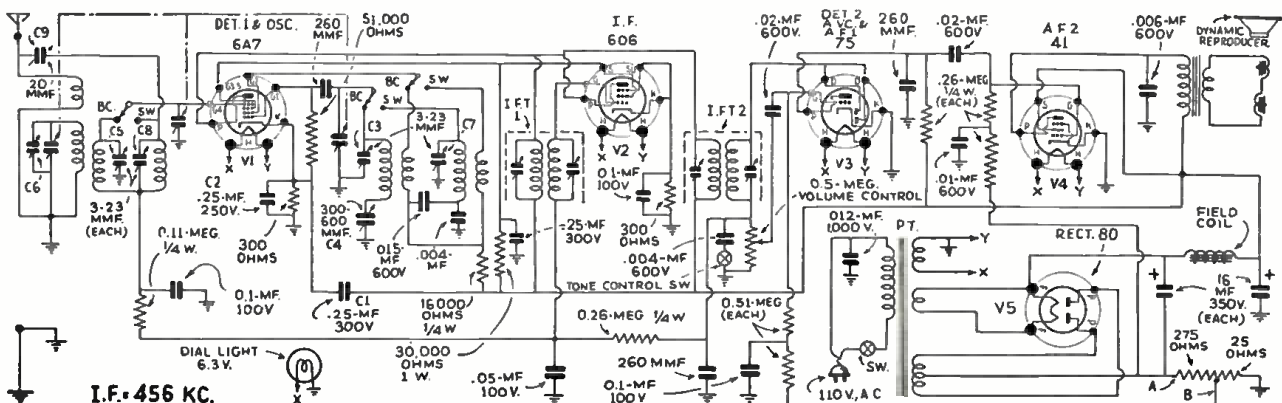 C9
20
MMF
DET. 1 & OSC.
6A7
260
MMF
51,000
OHMS
I.F.
606
.02-MF
600V.
DET. 2
A.V.C. &
A F 1
75
260
MMF.
.02-MF.
600V.
A F 2
41
.006-MF
600V
DYNAMIC
REPRODUCER
BC
SW
C5
C8
C6
3-23
MMF.
(EACH)
V1
X
Y
C2
.25-MF
250V.
300
OHMS
BC
SW
C3
3-23
MMF
BC
SW
C7
300-
600
MMF.
C4
.015-
MF
600V.
.004-MF
I.F.T
1
.25-MF
300V
V2
X
Y
0.1-MF
100V.
300
OHMS
I.FT 2
.004-MF
600V.
TONE CONTROL SW
V3
X
Y
0.5-MEG.
VOLUME CONTROL
.26-MEG
1/4 W.
(EACH)
.01-MF
600V
V4
X
Y
0.11-MEG.
1/4 W.
0.1-MF.
100V
C1
.25-MF
300V
16000
OHMS
1/4 W
30,000
OHMS
1 W.
0.26-MEG 1/4 W
.05-MF
100V.
260 MMF
0.1-MF
100V
0.51-MEG
(EACH)
.012-MF.
1,000 V.
P T.
SW.
110V., A C
Y
X
RECT. 80
V5
FIELD
COIL
+
+
16
MF
350V.
(EACH)
275
OHMS
25
OHMS
A
B
DIAL LIGHT
6.3 V.
X
I.F.= 456 KC.